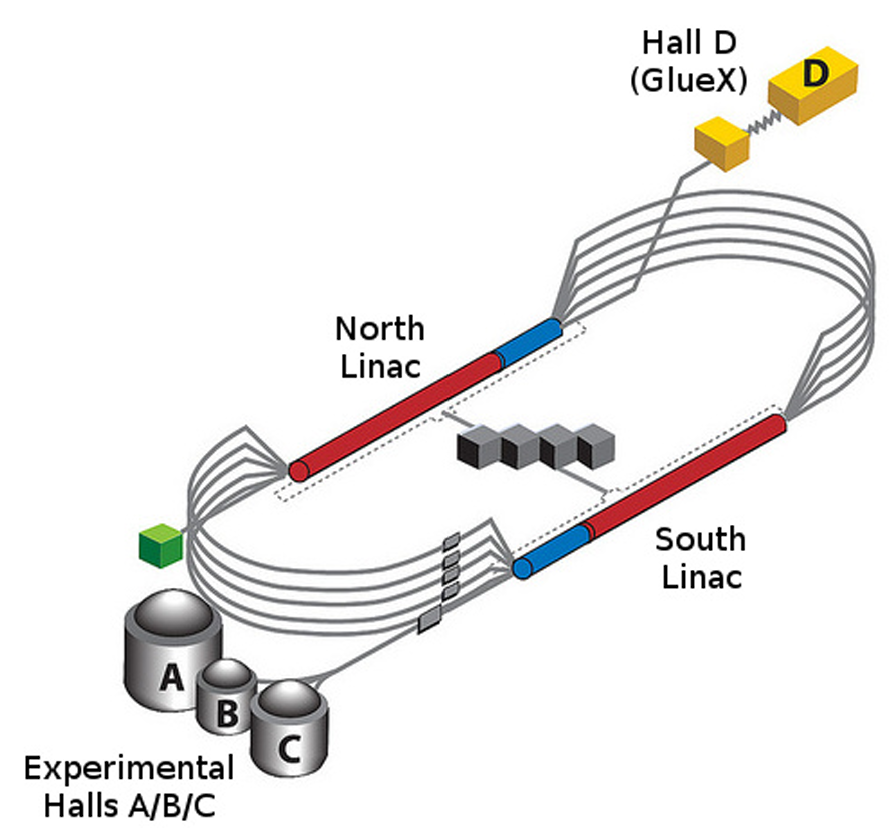 Hall D
(GlueX)
D
North
Linac
South
Linac
A
B
C
Experimental
Halls A/B/C